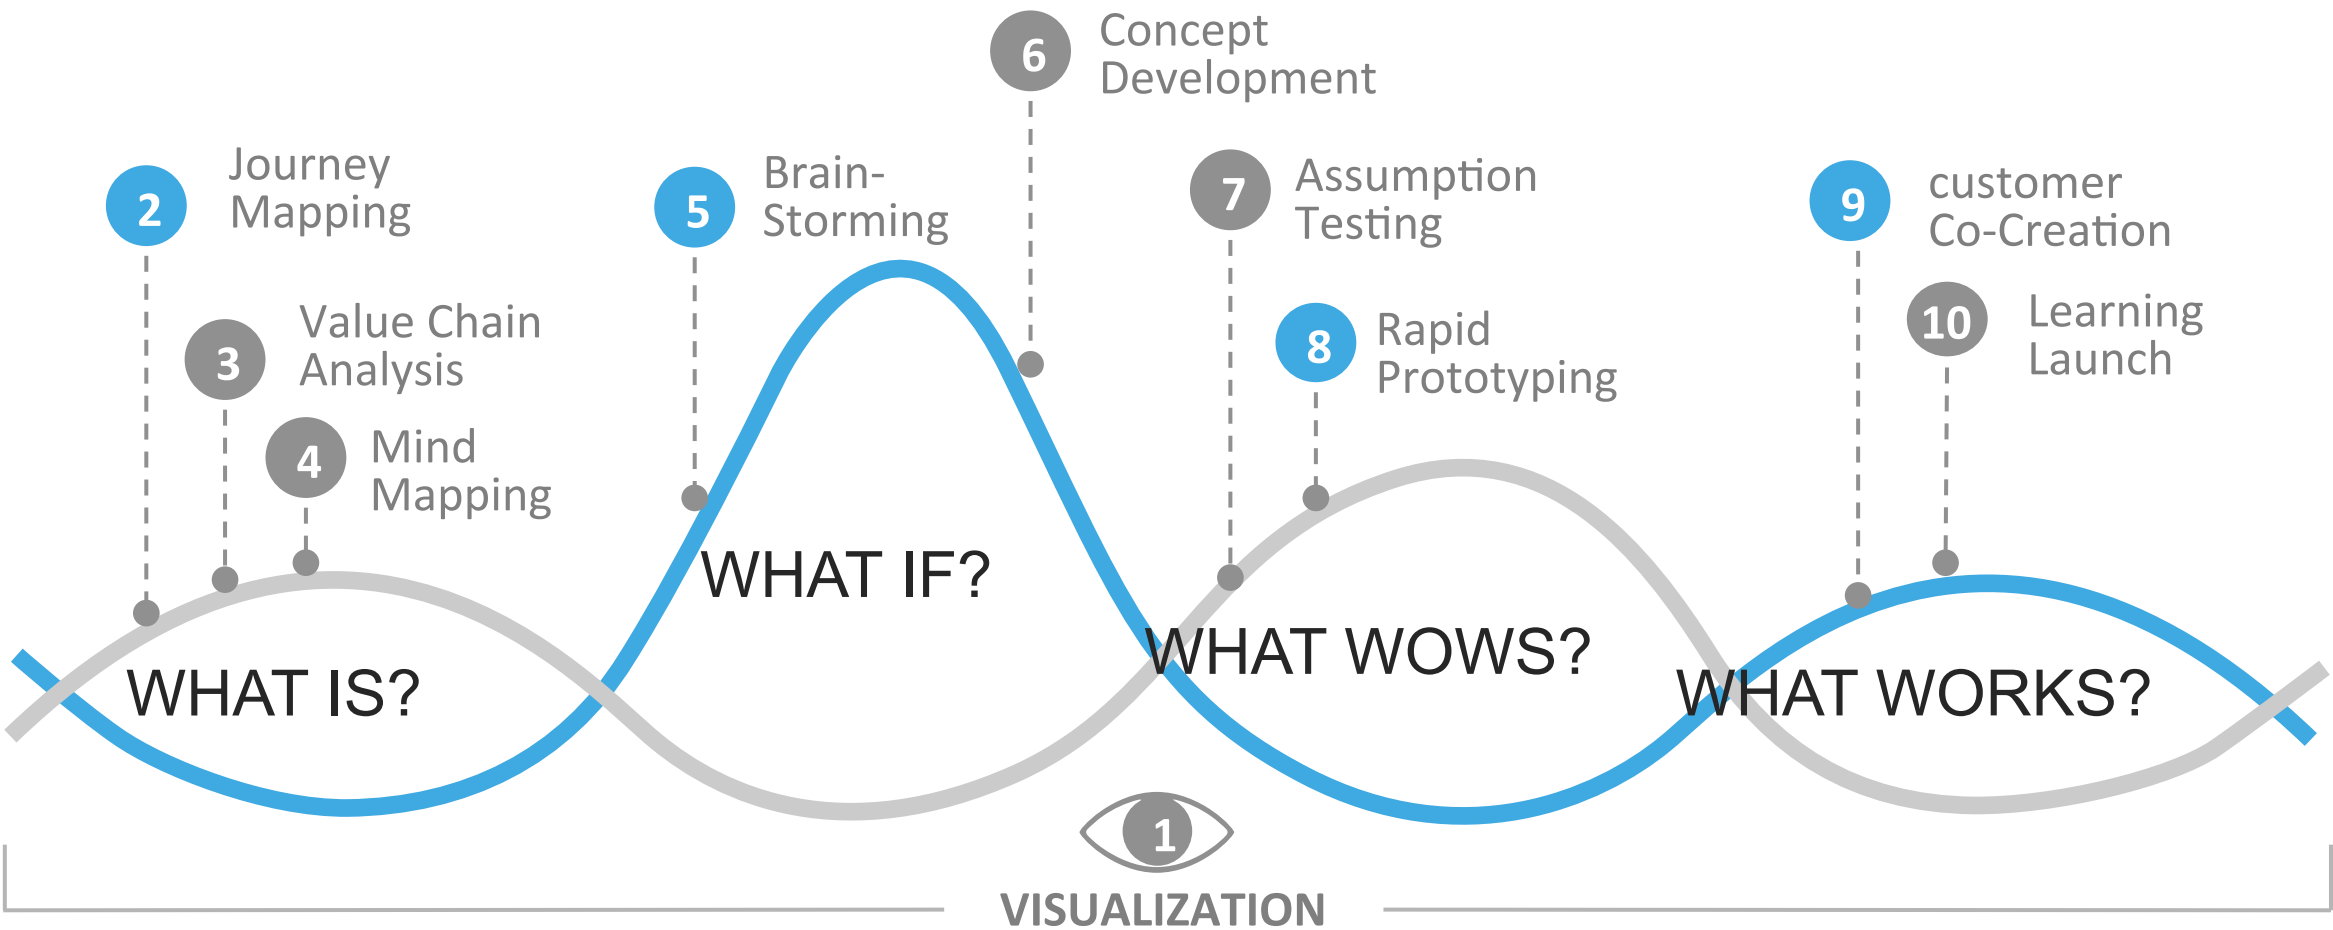 6
Concept
Development
2
Journey
Mapping
5
Brain-
Storming
7
Assumption
Testing
9
customer
Co-Creation
3
Value Chain
Analysis
8
Rapid
Prototyping
10
Learning
Launch
4
Mind
Mapping
WHAT IS?
WHAT IF?
WHAT WOWS?
WHAT WORKS?
1
VISUALIZATION